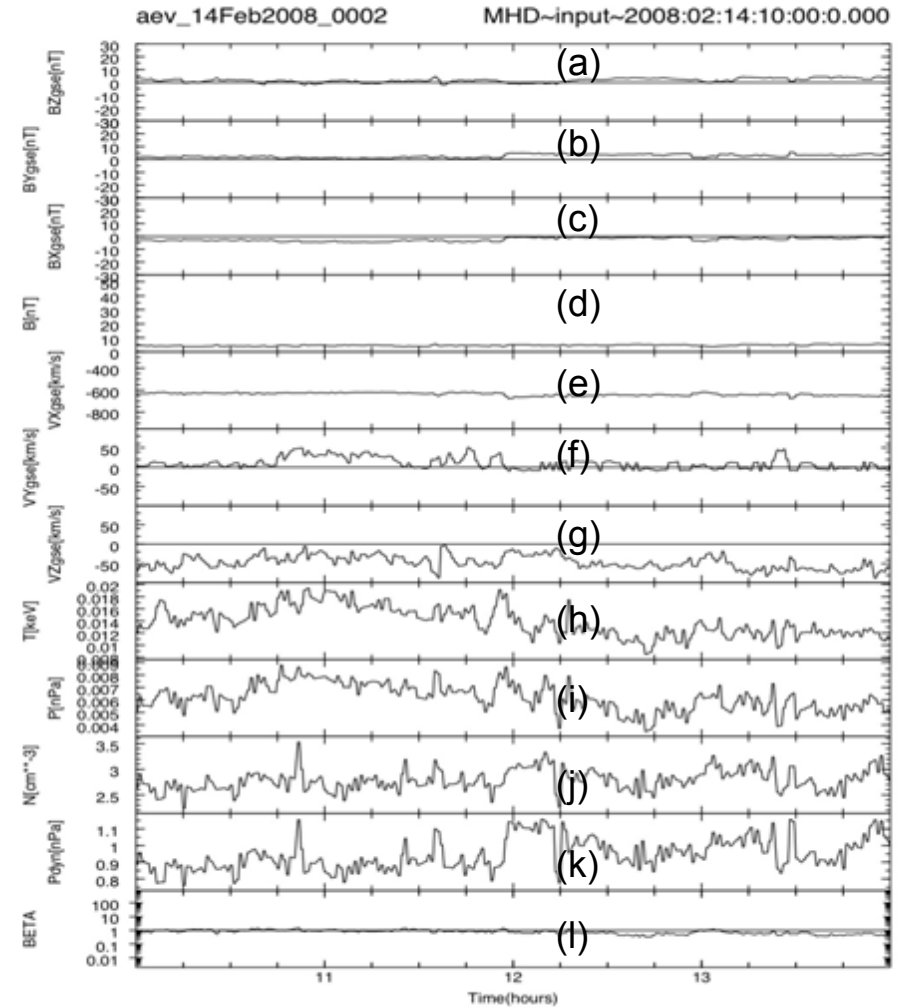 aev_14Feb2008_0002 MHD~input~2008:02:14:10:00:0.000
BZgse[nT]
30
20
10
0
-10
-20
(a)
BYgse[nT]
-30
20
10
0
-10
-20
(b)
BXgse[nT]
-30
20
10
0
-10
-20
(c)
B[nT]
50
40
30
20
10
0
(d)
VXgse[km/s]
-400
-600
-800
(e)
VYgse[km/s]
50
0
-50
(f)
VZgse[km/s]
50
0
-50
(g)
T[keV]
0.02
0.018
0.016
0.014
0.012
0.01
(h)
P[nPa]
0.008
0.007
0.006
0.005
0.004
(i)
N[cm**-3]
3.5
3
2.5
(j)
Pdyn[nPa]
1.1
1
0.9
0.8
(k)
BETA
100
10
1
0.1
0.01
(l)
11 12 13
Time(hours)